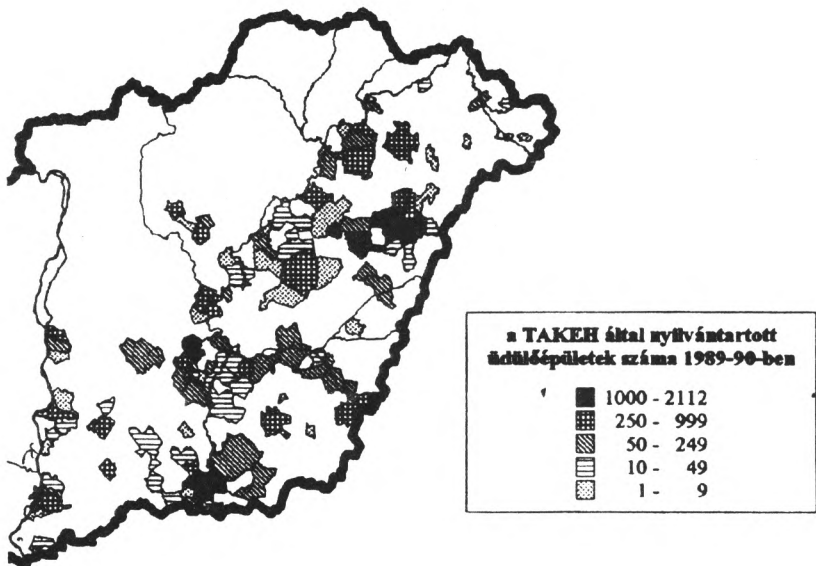 a TAKEH által nyilvántartott
üdülőépületek száma 1989-90-ben
1000 - 2112
250 - 999
50 - 249
10 - 49
1 - 9